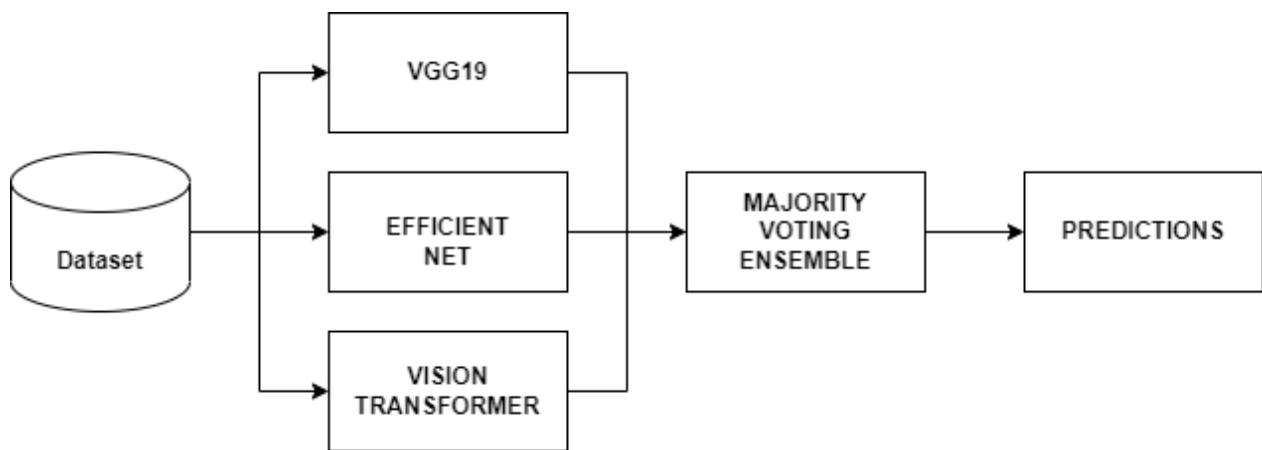 VGG19
Dataset
EFFICIENT
NET
MAJORITY
VOTING
ENSEMBLE
PREDICTIONS
VISION
TRANSFORMER